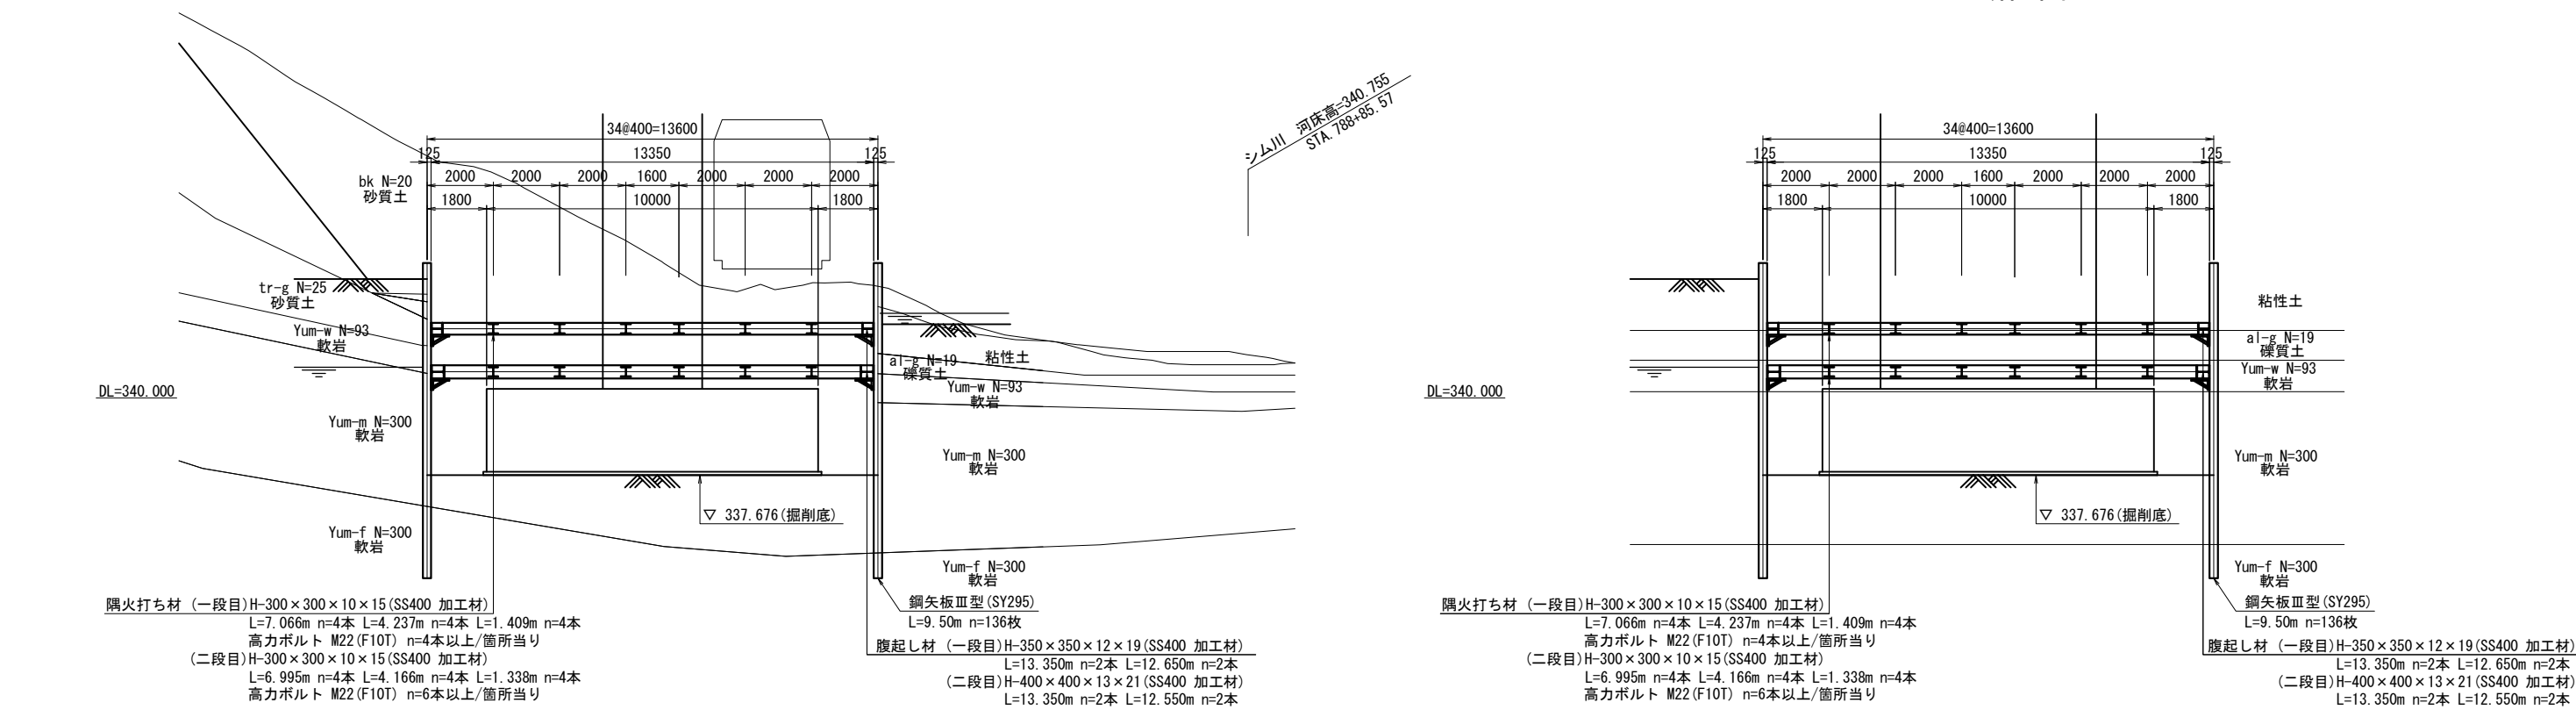 シム川 河床高=340.755
STA.788+85.57
34@400=13600
125 13350 125
2000 2000 2000 1600 2000 2000 2000
1800 10000 1800
bk N=20
砂質土
tr-g N=25
砂質土
Yum-w N=93
軟岩
DL=340.000
Yum-m N=300
軟岩
Yum-f N=300
軟岩
al-g N=19
礫質土
粘性土
Yum-w N=93
軟岩
Yum-m N=300
軟岩
▽ 337.676(掘削底)
Yum-f N=300
軟岩
鋼矢板Ⅲ型(SY295)
L=9.50m n=136枚
隅火打ち材 (一段目)H-300×300×10×15(SS400 加工材)
L=7.066m n=4本 L=4.237m n=4本 L=1.409m n=4本
高力ボルト M22(F10T) n=4本以上/箇所当り
(二段目)H-300×300×10×15(SS400 加工材)
L=6.995m n=4本 L=4.166m n=4本 L=1.338m n=4本
高力ボルト M22(F10T) n=6本以上/箇所当り
腹起し材 (一段目)H-350×350×12×19(SS400 加工材)
L=13.350m n=2本 L=12.650m n=2本
(二段目)H-400×400×13×21(SS400 加工材)
L=13.350m n=2本 L=12.550m n=2本
34@400=13600
125 13350 125
2000 2000 2000 1600 2000 2000 2000
1800 10000 1800
粘性土
al-g N=19
礫質土
Yum-w N=93
軟岩
DL=340.000
Yum-m N=300
軟岩
▽ 337.676(掘削底)
Yum-f N=300
軟岩
鋼矢板Ⅲ型(SY295)
L=9.50m n=136枚
隅火打ち材 (一段目)H-300×300×10×15(SS400 加工材)
L=7.066m n=4本 L=4.237m n=4本 L=1.409m n=4本
高力ボルト M22(F10T) n=4本以上/箇所当り
(二段目)H-300×300×10×15(SS400 加工材)
L=6.995m n=4本 L=4.166m n=4本 L=1.338m n=4本
高力ボルト M22(F10T) n=6本以上/箇所当り
腹起し材 (一段目)H-350×350×12×19(SS400 加工材)
L=13.350m n=2本 L=12.650m n=2本
(二段目)H-400×400×13×21(SS400 加工材)
L=13.350m n=2本 L=12.550m n=2本